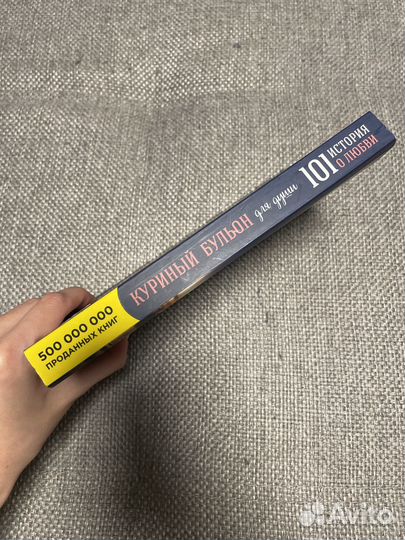 500 000 000
ПРОДАННЫХ КНИГ
КУРИНЫЙ БУЛЬОН для души
101 ИСТОРИЯ
О ЛЮБВИ
Avito